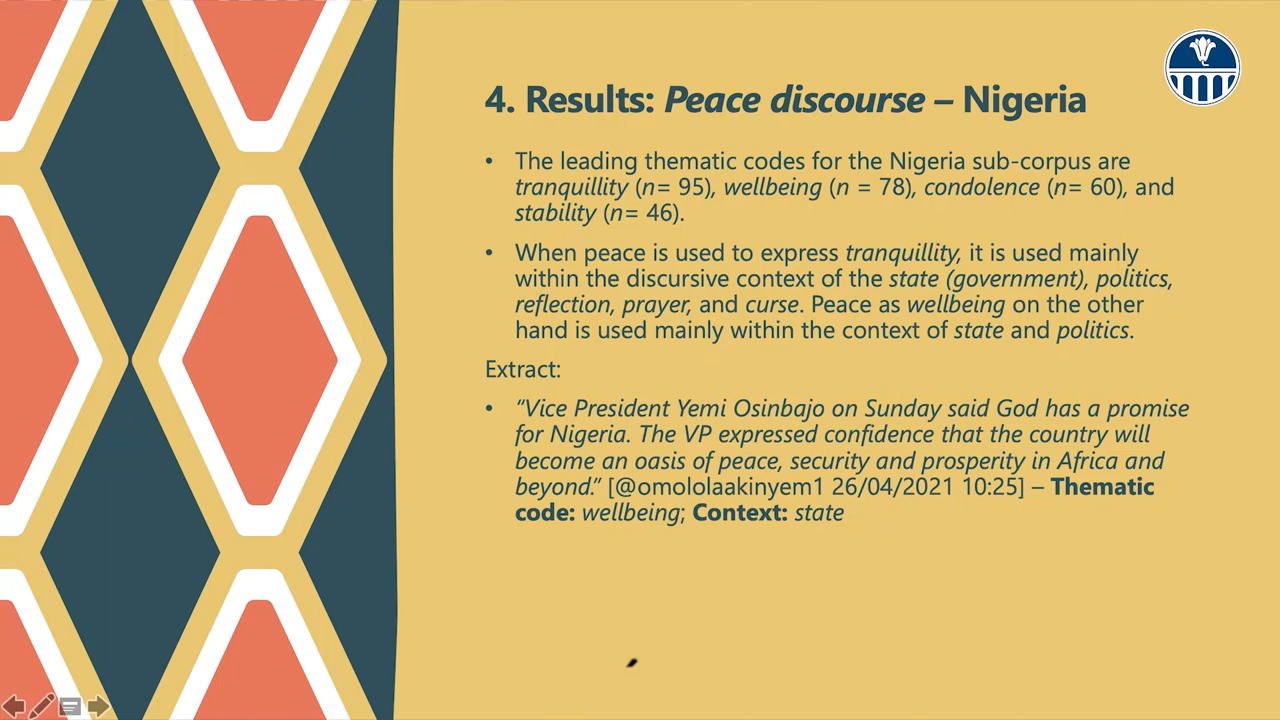 4. Results: Peace discourse – Nigeria
• The leading thematic codes for the Nigeria sub-corpus are
tranquillity (n= 95), wellbeing (n = 78), condolence (n= 60), and
stability (n= 46).
• When peace is used to express tranquillity, it is used mainly
within the discursive context of the state (government), politics,
reflection, prayer, and curse. Peace as wellbeing on the other
hand is used mainly within the context of state and politics.
Extract:
• “Vice President Yemi Osinbajo on Sunday said God has a promise
for Nigeria. The VP expressed confidence that the country will
become an oasis of peace, security and prosperity in Africa and
beyond.” [@omololaakinyem1 26/04/2021 10:25] – Thematic
code: wellbeing; Context: state